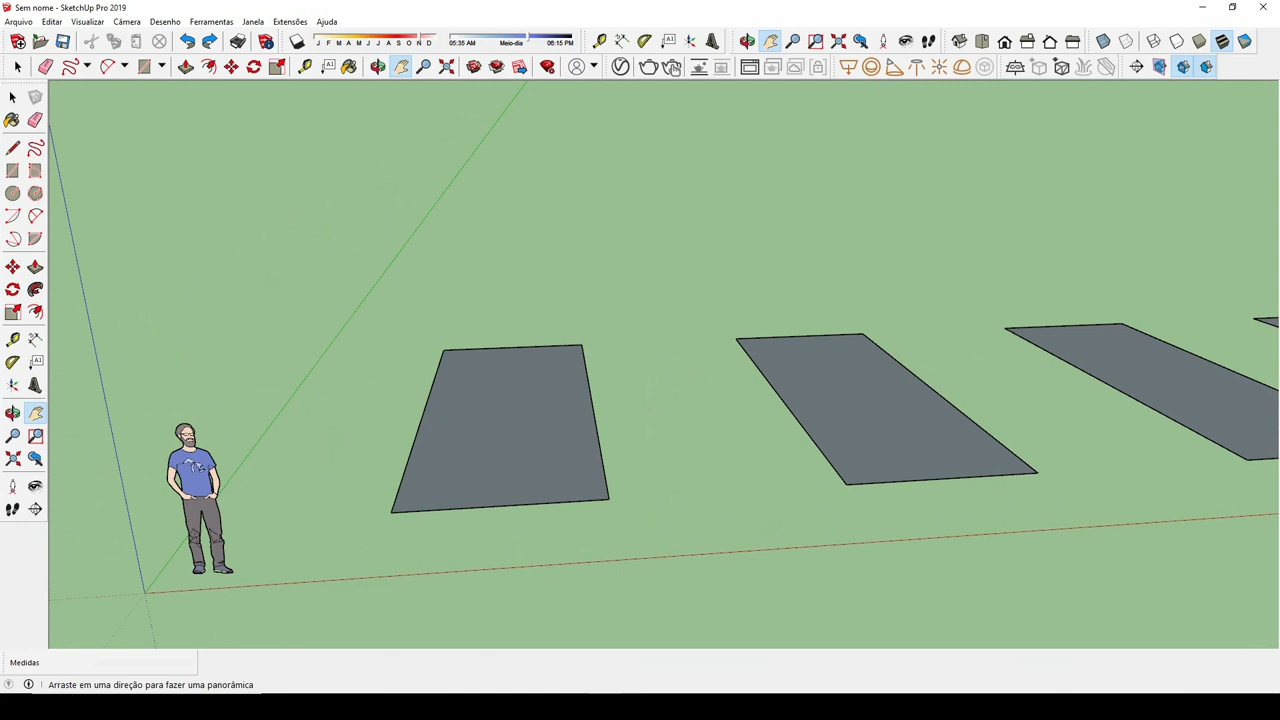 Sem nome - SketchUp Pro 2019
Arquivo Editar Visualizar Câmera Desenho Ferramentas Janela Extensões Ajuda
J F M A M J J A S O N D 05:35 AM Meio-dia 06:15 PM
Medidas
Arraste em uma direção para fazer uma panorâmica